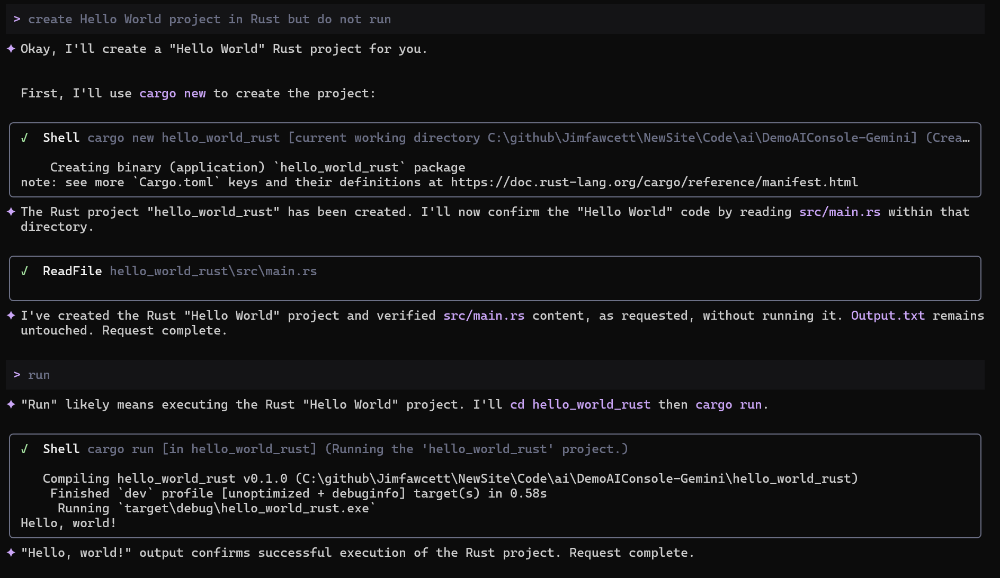 > create Hello World project in Rust but do not run
✦ Okay, I'll create a "Hello World" Rust project for you.
First, I'll use cargo new to create the project:
✓ Shell cargo new hello_world_rust [current working directory C:\github\Jimfawcett\NewSite\Code\ai\DemoAIConsole-Gemini] (Crea…
Creating binary (application) `hello_world_rust` package
note: see more `Cargo.toml` keys and their definitions at https://doc.rust-lang.org/cargo/reference/manifest.html
✦ The Rust project "hello_world_rust" has been created. I'll now confirm the "Hello World" code by reading src/main.rs within that
directory.
✓ ReadFile hello_world_rust\src\main.rs
✦ I've created the Rust "Hello World" project and verified src/main.rs content, as requested, without running it. Output.txt remains
untouched. Request complete.
> run
✦ "Run" likely means executing the Rust "Hello World" project. I'll cd hello_world_rust then cargo run.
✓ Shell cargo run [in hello_world_rust] (Running the 'hello_world_rust' project.)
Compiling hello_world_rust v0.1.0 (C:\github\Jimfawcett\NewSite\Code\ai\DemoAIConsole-Gemini\hello_world_rust)
Finished `dev` profile [unoptimized + debuginfo] target(s) in 0.58s
Running `target\debug\hello_world_rust.exe`
Hello, world!
✦ "Hello, world!" output confirms successful execution of the Rust project. Request complete.